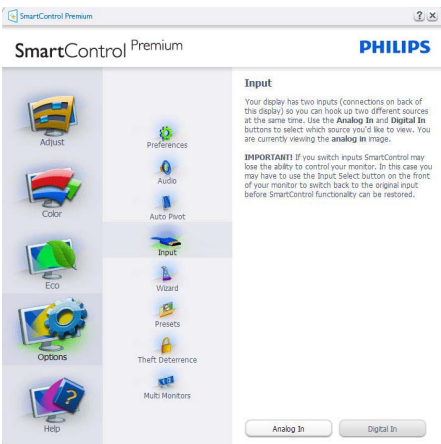 SmartControl Premium
SmartControl Premium
PHILIPS
Adjust
Color
Eco
Options
Help
Preferences
Audio
Auto Pivot
Input
Wizard
Presets
Theft Deterrence
Multi Monitors
Input
Your display has two inputs (connections on back of
this display) so you can hook up two different sources
at the same time. Use the Analog In and Digital In
buttons to select which source you'd like to view. You
are currently viewing the analog in image.
IMPORTANT! If you switch inputs SmartControl may
lose the ability to control your monitor. In this case you
may have to use the Input Select button on the front
of your monitor to switch back to the original input
before SmartControl functionality can be restored.
Analog In
Digital In